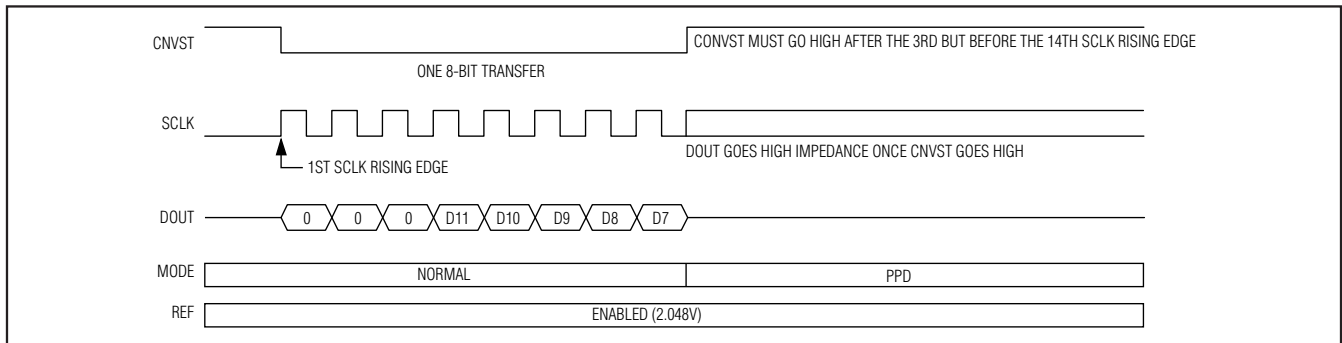 CNVST
CONVST MUST GO HIGH AFTER THE 3RD BUT BEFORE THE 14TH SCLK RISING EDGE
ONE 8-BIT TRANSFER
SCLK
DOUT GOES HIGH IMPEDANCE ONCE CNVST GOES HIGH
1ST SCLK RISING EDGE
DOUT 0 0 0 D11 D10 D9 D8 D7
MODE NORMAL PPD
REF ENABLED (2.048V)